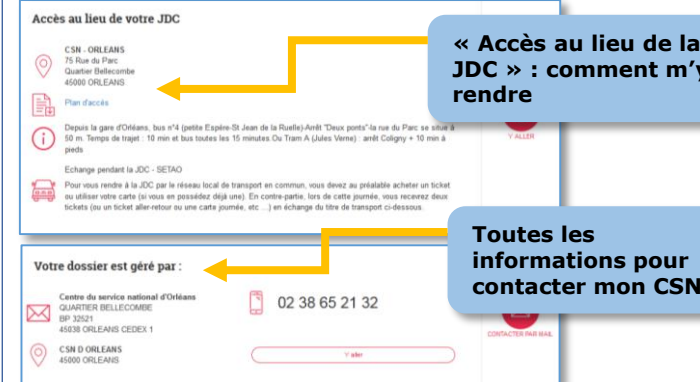 Accès au lieu de votre JDC
CSN - ORLEANS
75 Rue du Parc
Quartier Bellecombe
45000 ORLEANS
Plan d'accès
Depuis la gare d'Orléans, bus n°4 (petite Espère-St Jean de la Ruelle)-Arrêt "Deux ponts"-la rue du Parc se situe à
50 m. Temps de trajet : 10 min et bus toutes les 15 minutes.Ou Tram A (Jules Verne) : arrêt Coligny + 10 min à
pieds
Echange pendant la JDC - SETAO
Pour vous rendre à la JDC par le réseau local de transport en commun, vous devez au préalable acheter un ticket
ou utiliser votre carte (si vous en possédez déjà une). En contre-partie, lors de cette journée, vous recevrez deux
tickets (ou un ticket aller-retour ou une carte journée, etc ...) en échange du titre de transport ci-dessous.
« Accès au lieu de la
JDC » : comment m'y
rendre
Y ALLER
Votre dossier est géré par :
Centre du service national d'Orléans
QUARTIER BELLECOMBE
BP 32521
45038 ORLEANS CEDEX 1
02 38 65 21 32
CSN D ORLEANS
45000 ORLEANS
Y aller
Toutes les
informations pour
contacter mon CSN
CONTACTER PAR MAIL